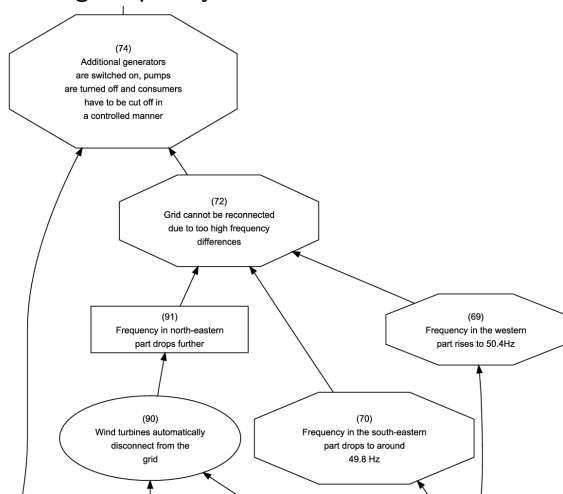 (74)
Additional generators
are switched on, pumps
are turned off and consumers
have to be cut off in
a controlled manner
(72)
Grid cannot be reconnected
due to too high frequency
differences
(91)
Frequency in north-eastern
part drops further
(69)
Frequency in the western
part rises to 50.4Hz
(90)
Wind turbines automatically
disconnect from the
grid
(70)
Frequency in the south-eastern
part drops to around
49.8 Hz